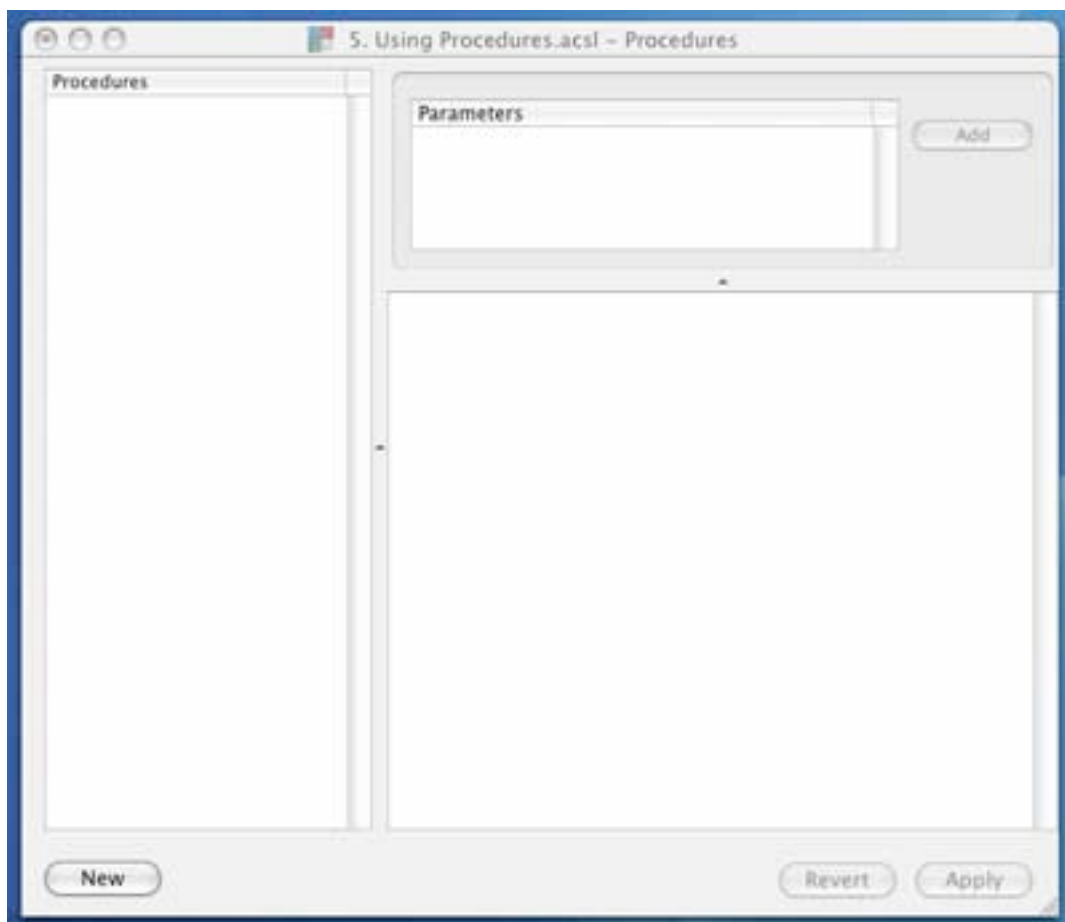 5. Using Procedures.acsl – Procedures
Procedures
Parameters
Add
New
Revert
Apply